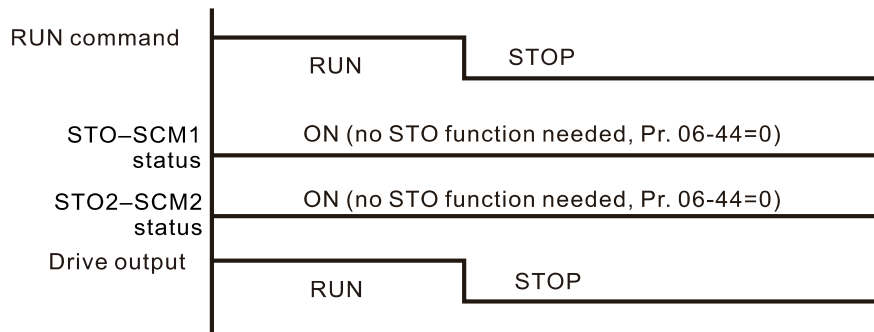 RUN command
RUN
STOP
STO–SCM1
status
ON (no STO function needed, Pr. 06-44=0)
STO2–SCM2
status
ON (no STO function needed, Pr. 06-44=0)
Drive output
RUN
STOP